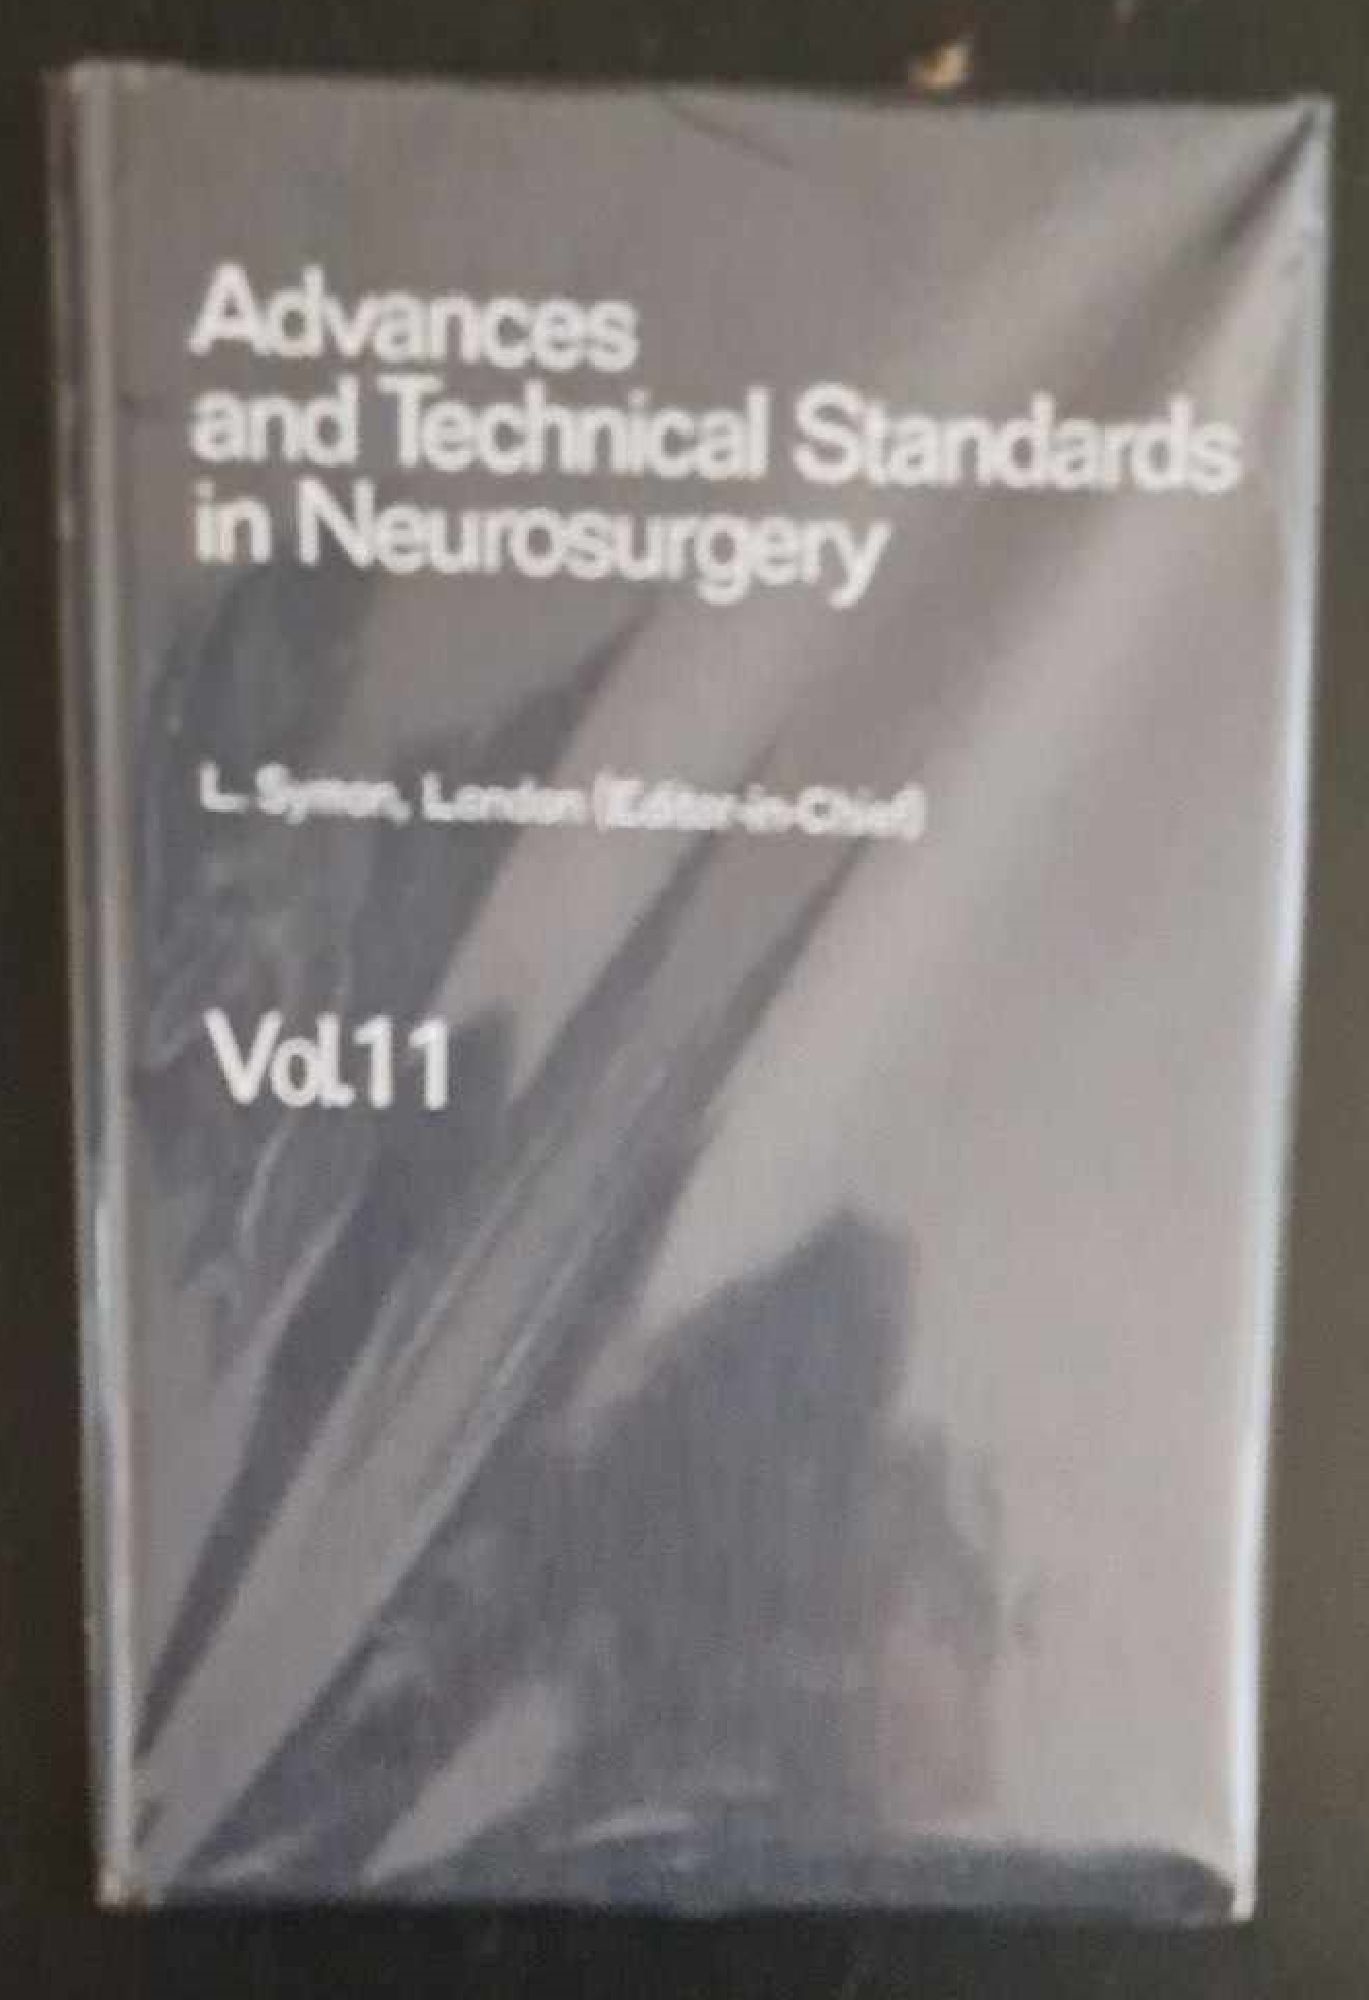 Advances
and Technical Standards
in Neurosurgery
L. Symon, London (Editor-in-Chief)
Vol.11